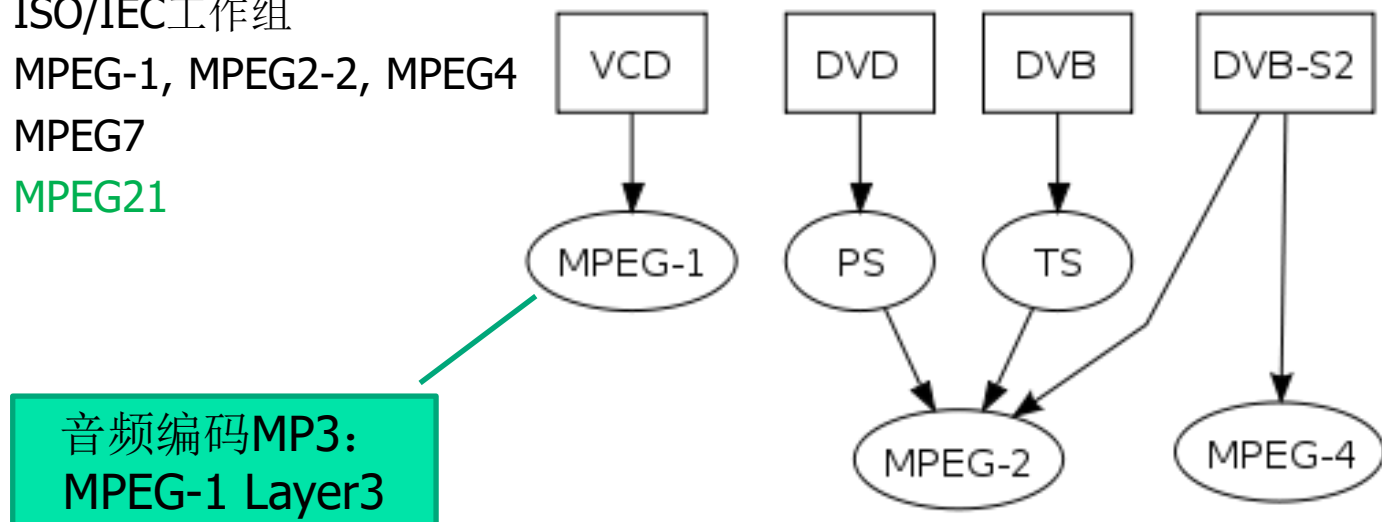 ISO/IEC工作组
MPEG-1, MPEG2-2, MPEG4
MPEG7
MPEG21
VCD
DVD
DVB
DVB-S2
MPEG-1
PS
TS
MPEG-2
MPEG-4
音频编码MP3：
MPEG-1 Layer3